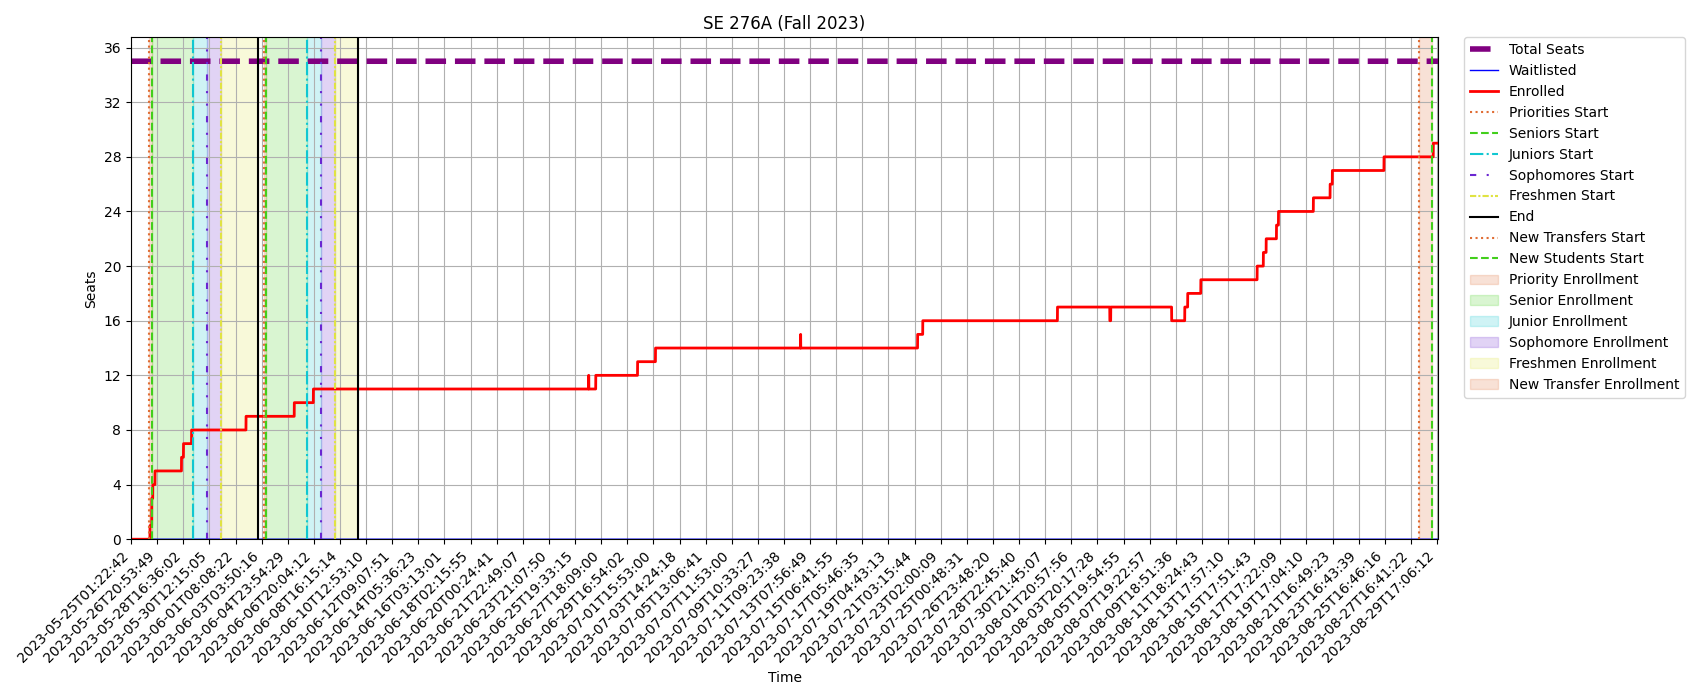 SE 276A (Fall 2023)
Seats
36
32
28
24
20
16
12
8
4
0
2023-05-25T01:22:42
2023-05-26T20:53:49
2023-05-28T16:36:02
2023-05-30T12:15:05
2023-06-01T08:08:22
2023-06-03T03:50:16
2023-06-04T23:54:29
2023-06-06T20:04:12
2023-06-08T16:15:14
2023-06-10T12:53:10
2023-06-12T09:07:51
2023-06-14T05:36:23
2023-06-16T03:13:01
2023-06-18T02:15:55
2023-06-20T00:24:41
2023-06-21T22:49:07
2023-06-23T21:07:50
2023-06-25T19:33:15
2023-06-27T18:09:00
2023-06-29T16:54:02
2023-07-01T15:53:00
2023-07-03T14:24:18
2023-07-05T13:06:41
2023-07-07T11:53:00
2023-07-09T10:33:27
2023-07-11T09:23:38
2023-07-13T07:56:49
2023-07-15T06:41:55
2023-07-17T05:46:35
2023-07-19T04:43:13
2023-07-21T03:15:44
2023-07-23T02:00:09
2023-07-25T00:48:31
2023-07-26T23:48:20
2023-07-28T22:45:40
2023-07-30T21:45:07
2023-08-01T20:57:56
2023-08-03T20:17:28
2023-08-05T19:54:55
2023-08-07T19:22:57
2023-08-09T18:51:36
2023-08-11T18:24:43
2023-08-13T17:57:10
2023-08-15T17:51:43
2023-08-17T17:22:09
2023-08-19T17:04:10
2023-08-21T16:49:23
2023-08-23T16:43:39
2023-08-25T16:46:16
2023-08-27T16:41:22
2023-08-29T17:06:12
Time
Total Seats
Waitlisted
Enrolled
Priorities Start
Seniors Start
Juniors Start
Sophomores Start
Freshmen Start
End
New Transfers Start
New Students Start
Priority Enrollment
Senior Enrollment
Junior Enrollment
Sophomore Enrollment
Freshmen Enrollment
New Transfer Enrollment